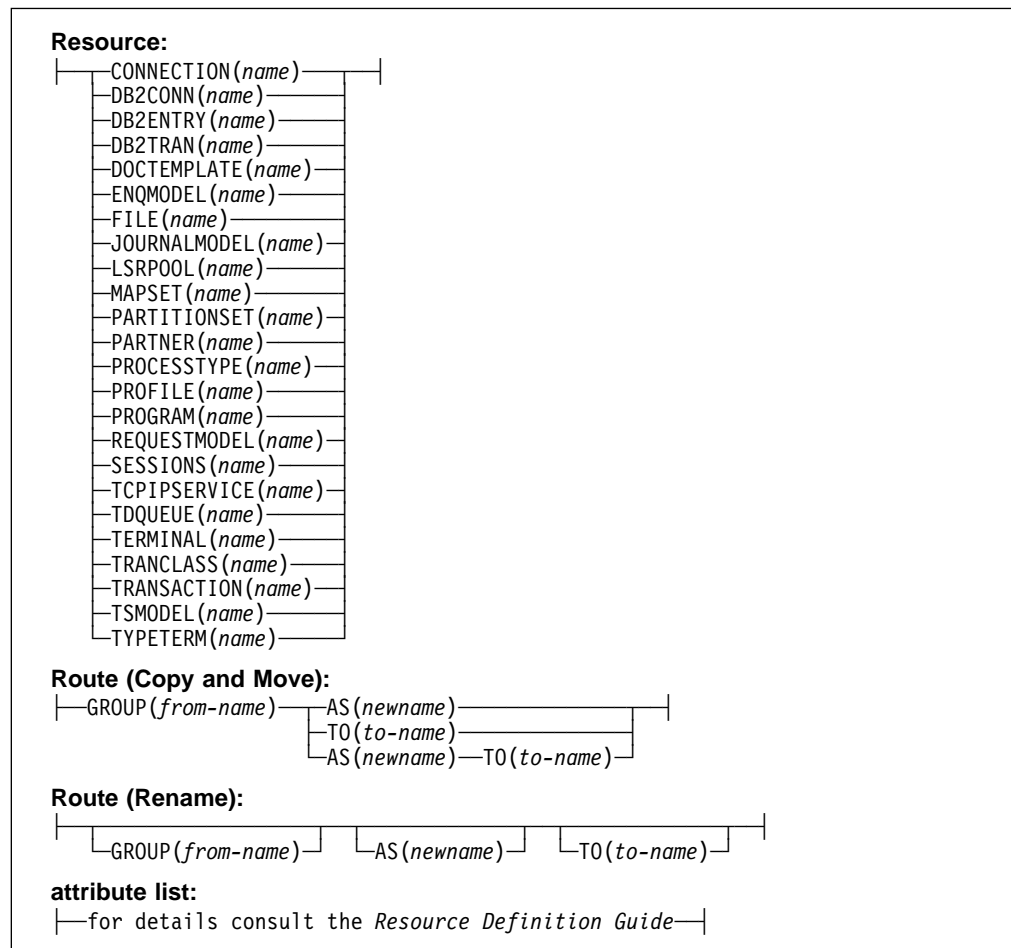 Resource:
CONNECTION(name)
DB2CONN(name)
DB2ENTRY(name)
DB2TRAN(name)
DOCTEMPLATE(name)
ENQMODEL(name)
FILE(name)
JOURNALMODEL(name)
LSRPOOL(name)
MAPSET(name)
PARTITIONSET(name)
PARTNER(name)
PROCESSTYPE(name)
PROFILE(name)
PROGRAM(name)
REQUESTMODEL(name)
SESSIONS(name)
TCPIPSERVICE(name)
TDQUEUE(name)
TERMINAL(name)
TRANCLASS(name)
TRANSACTION(name)
TSMODEL(name)
TYPETERM(name)
Route (Copy and Move):
GROUP(from-name) AS(newname)
TO(to-name)
AS(newname) TO(to-name)
Route (Rename):
GROUP(from-name) AS(newname) TO(to-name)
attribute list:
for details consult the Resource Definition Guide